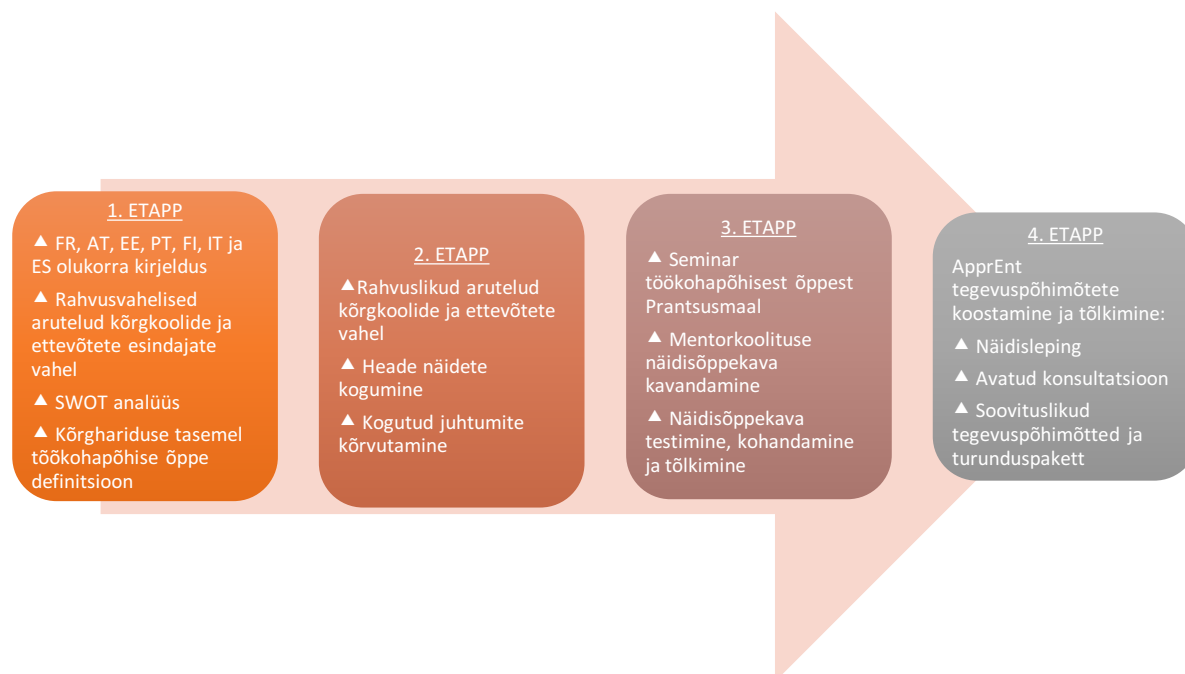 1. ETAPP
▲ FR, AT, EE, PT, FI, IT ja
ES olukorra kirjeldus
▲ Rahvusvahelised
arutelud kõrgkoolide ja
ettevõtete esindajate
vahel
▲ SWOT analüüs
▲ Kõrghariduse tasemel
töökohapõhise õppe
definitsioon
2. ETAPP
▲Rahvuslikud arutelud
kõrgkoolide ja ettevõtete
vahel
▲ Heade näidete
kogumine
▲ Kogutud juhtumite
kõrvutamine
3. ETAPP
▲ Seminar
töökohapõhisest õppest
Prantsusmaal
▲ Mentorkoolituse
näidisõppekava
kavandamine
▲ Näidisõppekava
testimine, kohandamine
ja tõlkimine
4. ETAPP
ApprEnt
tegevuspõhimõtete
koostamine ja tõlkimine:
▲ Näidisleping
▲ Avatud konsultatsioon
▲ Soovituslikud
tegevuspõhimõtted ja
turunduspakett